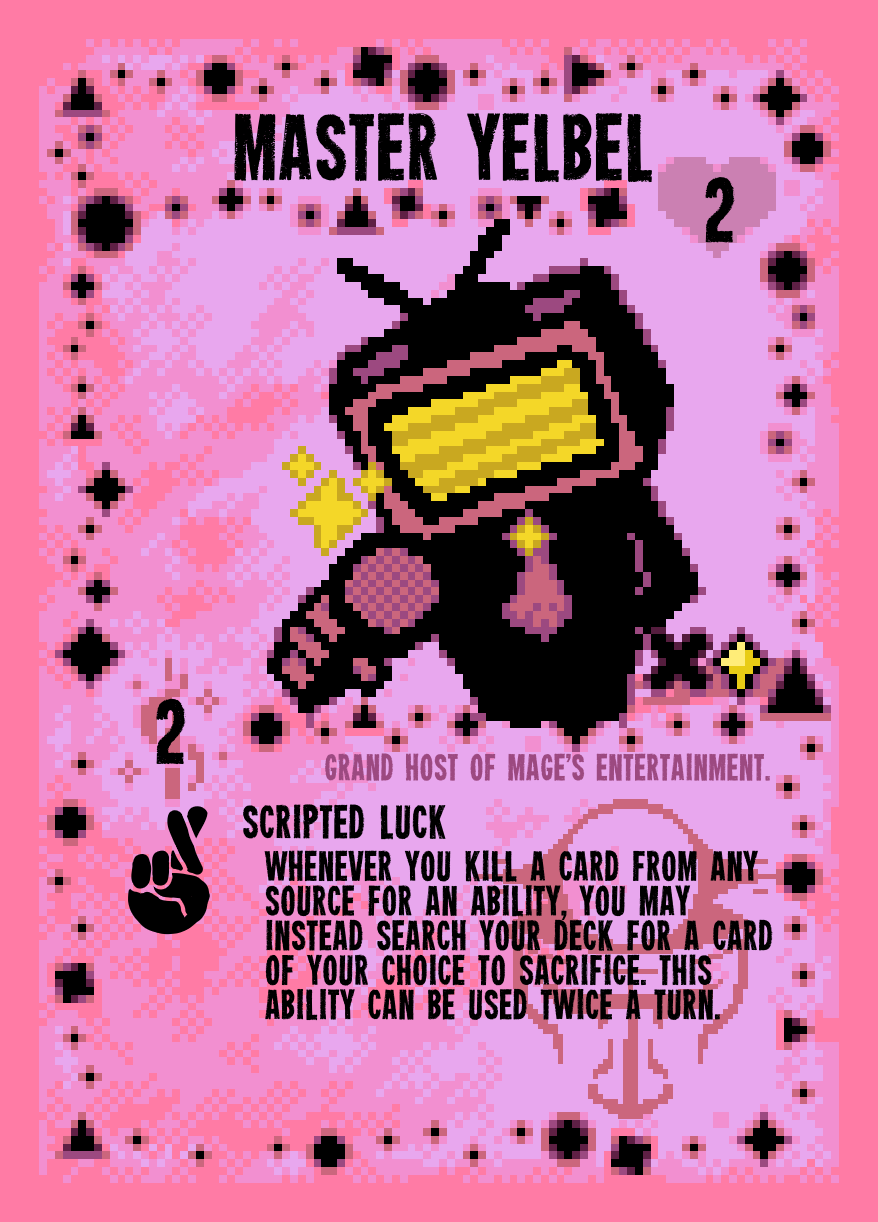 MASTER YELBEL
2
2
GRAND HOST OF MAGE'S ENTERTAINMENT.
SCRIPTED LUCK
WHENEVER YOU KILL A CARD FROM ANY
SOURCE FOR AN ABILITY, YOU MAY
INSTEAD SEARCH YOUR DECK FOR A CARD
OF YOUR CHOICE TO SACRIFICE. THIS
ABILITY CAN BE USED TWICE A TURN.